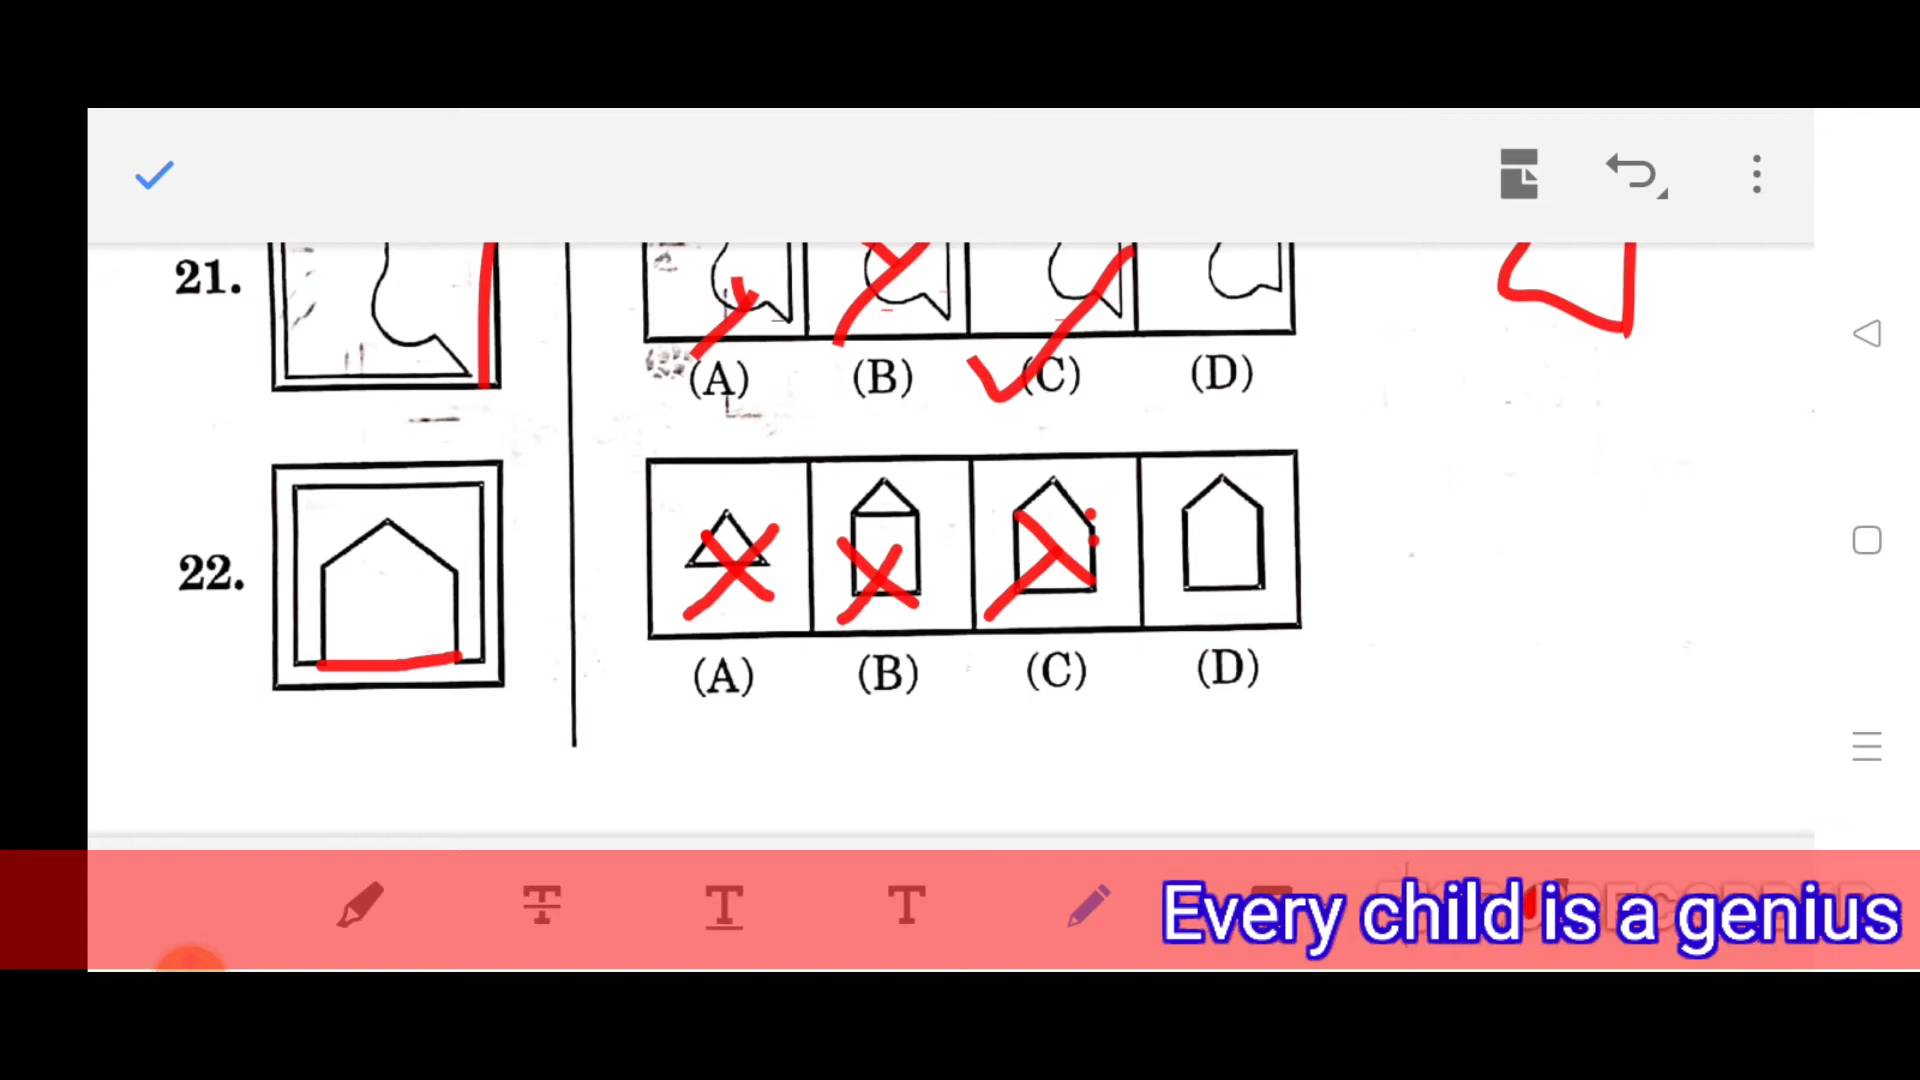 21.
(A) (B) (C) (D)
22.
(A) (B) (C) (D)
T T T
Every child is a genius